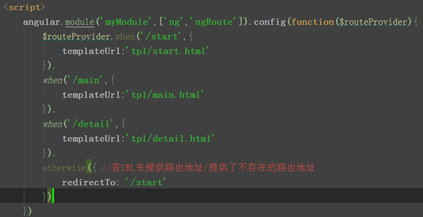 <script>
angular.module('myModule',['ng','ngRoute']).config(function($routeProvider){
$routeProvider.when('/start',{
templateUrl:'tpl/start.html'
}).
when('/main',{
templateUrl:'tpl/main.html'
}).
when('/detail',{
templateUrl:'tpl/detail.html'
}).
otherwise({ //若URL未提供路由地址/提供了不存在的路由地址
redirectTo: '/start'
})
})